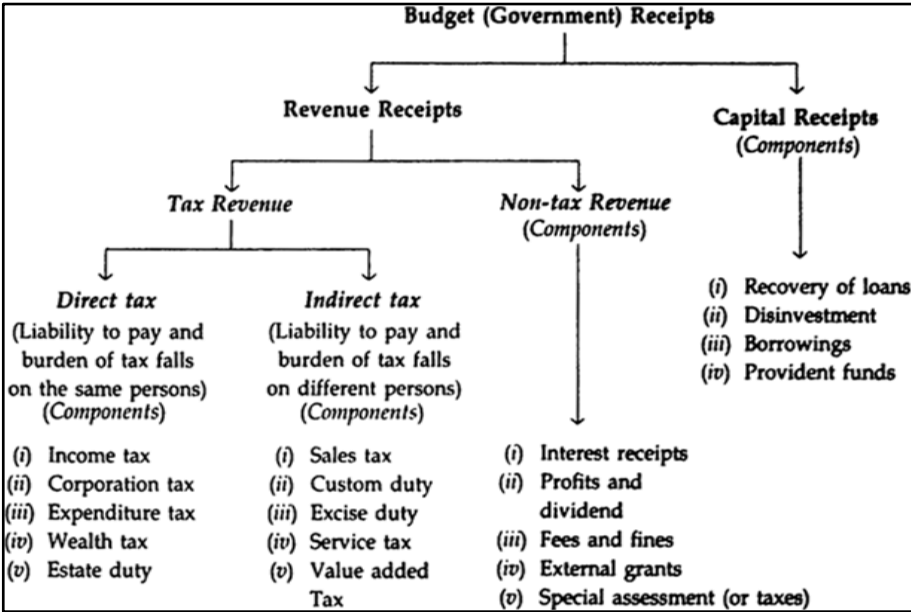 Budget (Government) Receipts
Revenue Receipts
Capital Receipts
(Components)
Tax Revenue
Non-tax Revenue
(Components)
Direct tax
(Liability to pay and
burden of tax falls
on the same persons)
(Components)
(i) Income tax
(ii) Corporation tax
(iii) Expenditure tax
(iv) Wealth tax
(v) Estate duty
Indirect tax
(Liability to pay and
burden of tax falls
on different persons)
(Components)
(i) Sales tax
(ii) Custom duty
(iii) Excise duty
(iv) Service tax
(v) Value added
Tax
(i) Interest receipts
(ii) Profits and
dividend
(iii) Fees and fines
(iv) External grants
(v) Special assessment (or taxes)
(i) Recovery of loans
(ii) Disinvestment
(iii) Borrowings
(iv) Provident funds